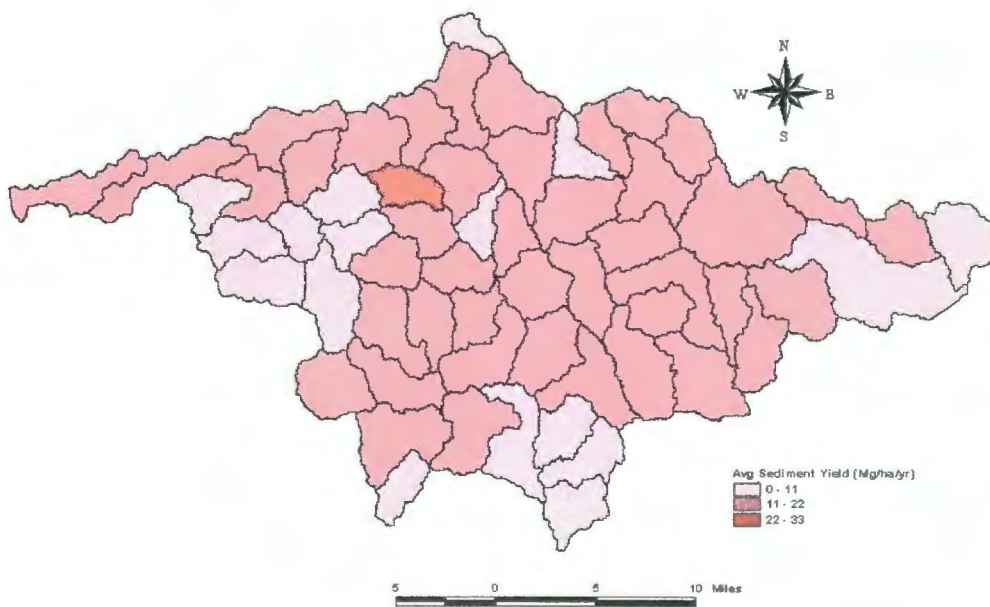 N
W E
S
Avg Sediment Yield (Mg/ha/yr)
0 - 11
11 - 22
22 - 33
5 0 5 10 Miles